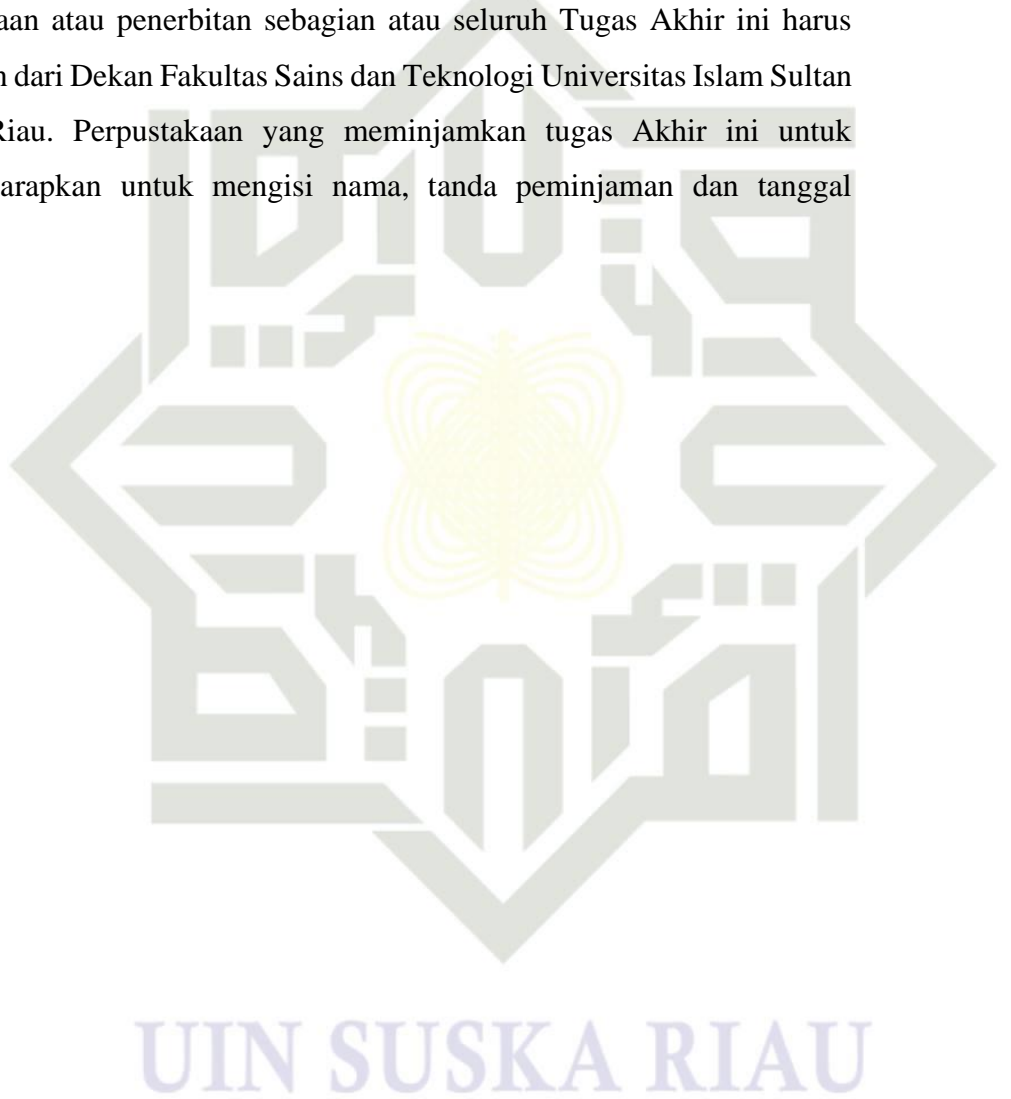 aan atau penerbitan sebagian atau seluruh Tugas Akhir ini harus
dari Dekan Fakultas Sains dan Teknologi Universitas Islam Sultan
Riau. Perpustakaan yang meminjamkan tugas Akhir ini untuk
arapkan untuk mengisi nama, tanda peminjaman dan tanggal
UIN SUSKA RIAU